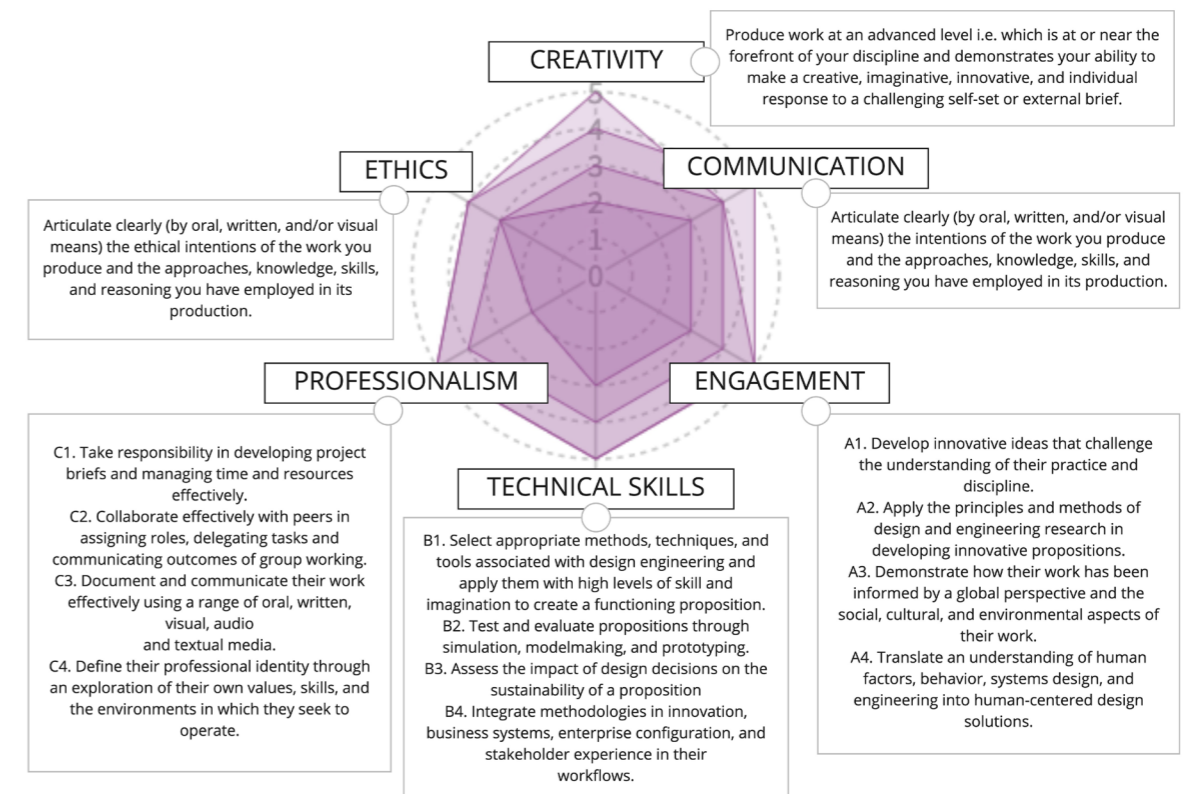 CREATIVITY
Produce work at an advanced level i.e. which is at or near the
forefront of your discipline and demonstrates your ability to
make a creative, imaginative, innovative, and individual
response to a challenging self-set or external brief.
5
4
3
2
1
0
ETHICS
Articulate clearly (by oral, written, and/or visual
means) the ethical intentions of the work you
produce and the approaches, knowledge, skills,
and reasoning you have employed in its
production.
COMMUNICATION
Articulate clearly (by oral, written, and/or visual
means) the intentions of the work you produce
and the approaches, knowledge, skills, and
reasoning you have employed in its production.
PROFESSIONALISM
C1. Take responsibility in developing project
briefs and managing time and resources
effectively.
C2. Collaborate effectively with peers in
assigning roles, delegating tasks and
communicating outcomes of group working.
C3. Document and communicate their work
effectively using a range of oral, written,
visual, audio
and textual media.
C4. Define their professional identity through
an exploration of their own values, skills, and
the environments in which they seek to
operate.
TECHNICAL SKILLS
B1. Select appropriate methods, techniques, and
tools associated with design engineering and
apply them with high levels of skill and
imagination to create a functioning proposition.
B2. Test and evaluate propositions through
simulation, modelmaking, and prototyping.
B3. Assess the impact of design decisions on the
sustainability of a proposition
B4. Integrate methodologies in innovation,
business systems, enterprise configuration, and
stakeholder experience in their
workflows.
ENGAGEMENT
A1. Develop innovative ideas that challenge
the understanding of their practice and
discipline.
A2. Apply the principles and methods of
design and engineering research in
developing innovative propositions.
A3. Demonstrate how their work has been
informed by a global perspective and the
social, cultural, and environmental aspects of
their work.
A4. Translate an understanding of human
factors, behavior, systems design, and
engineering into human-centered design
solutions.